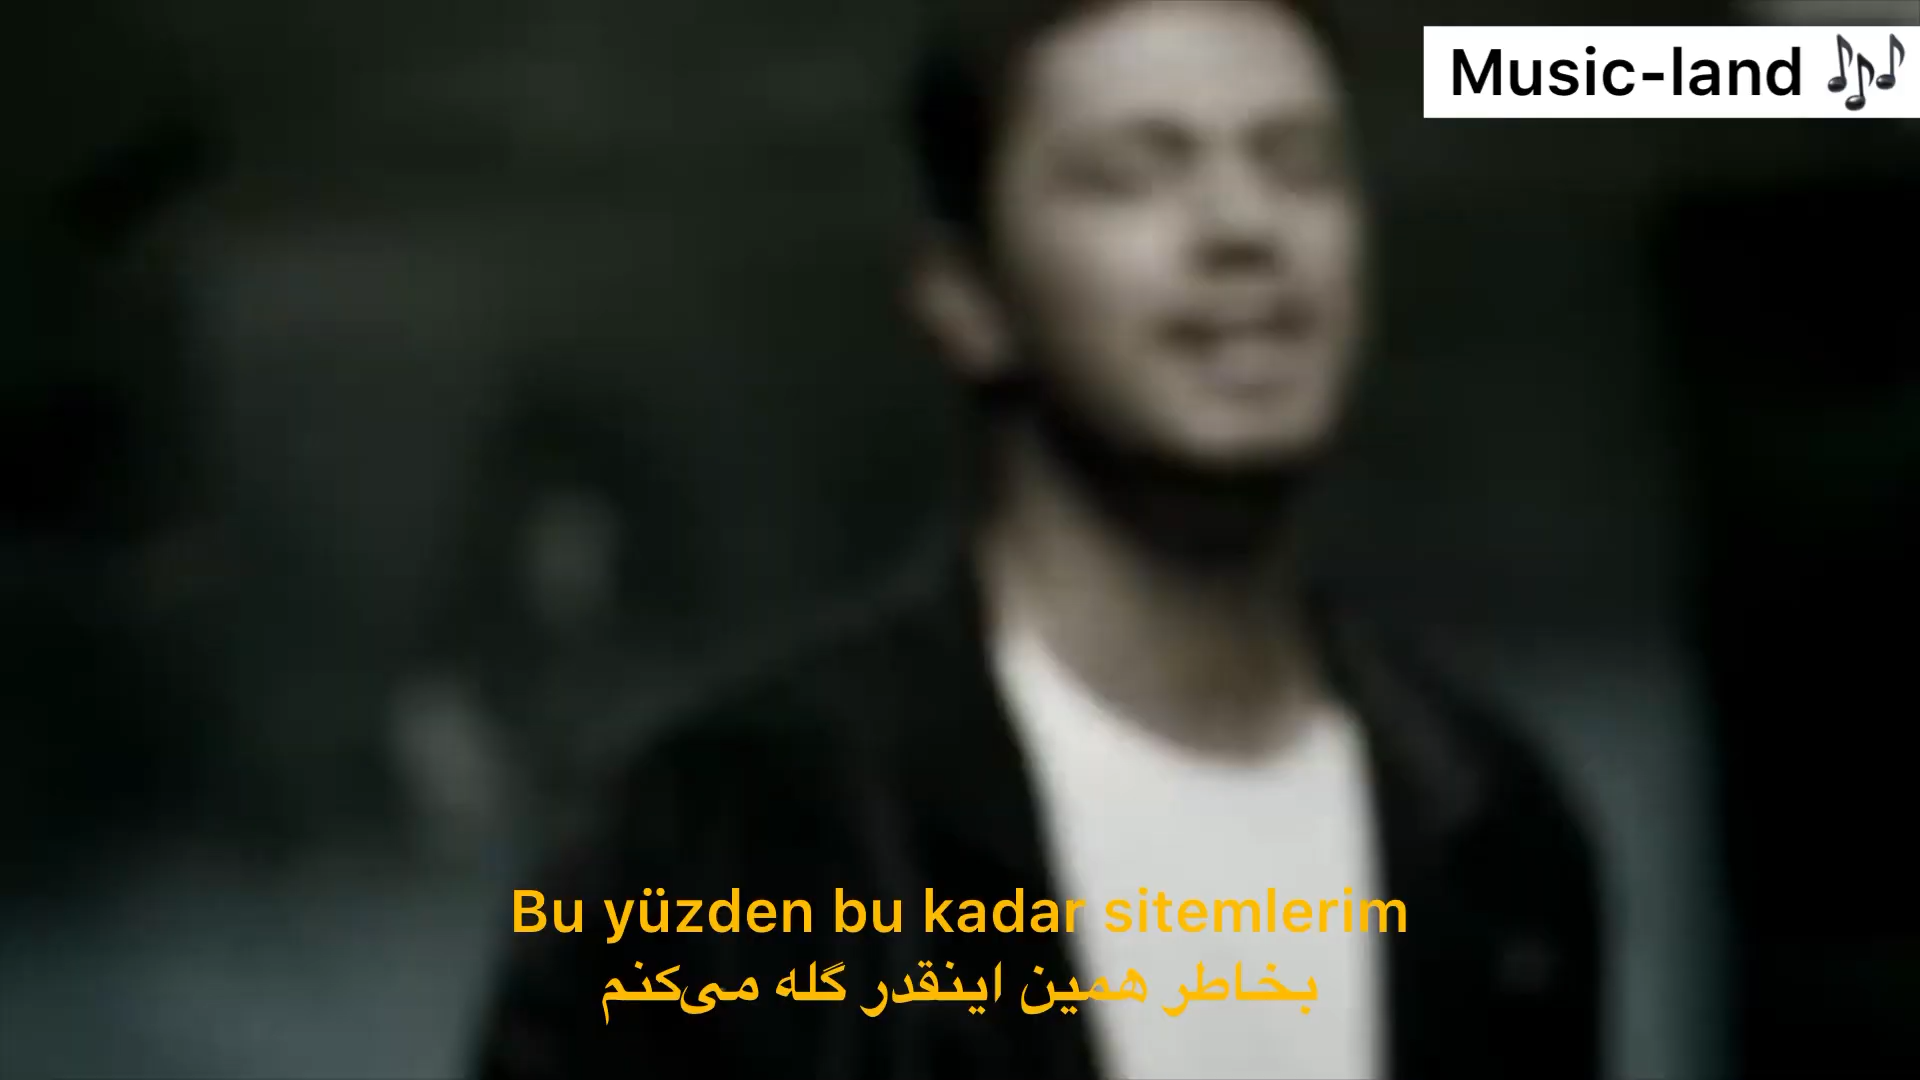 Music-land 🎶
Bu yüzden bu kadar sitemlerim
بخاطر همین اینقدر گله می‌کنم